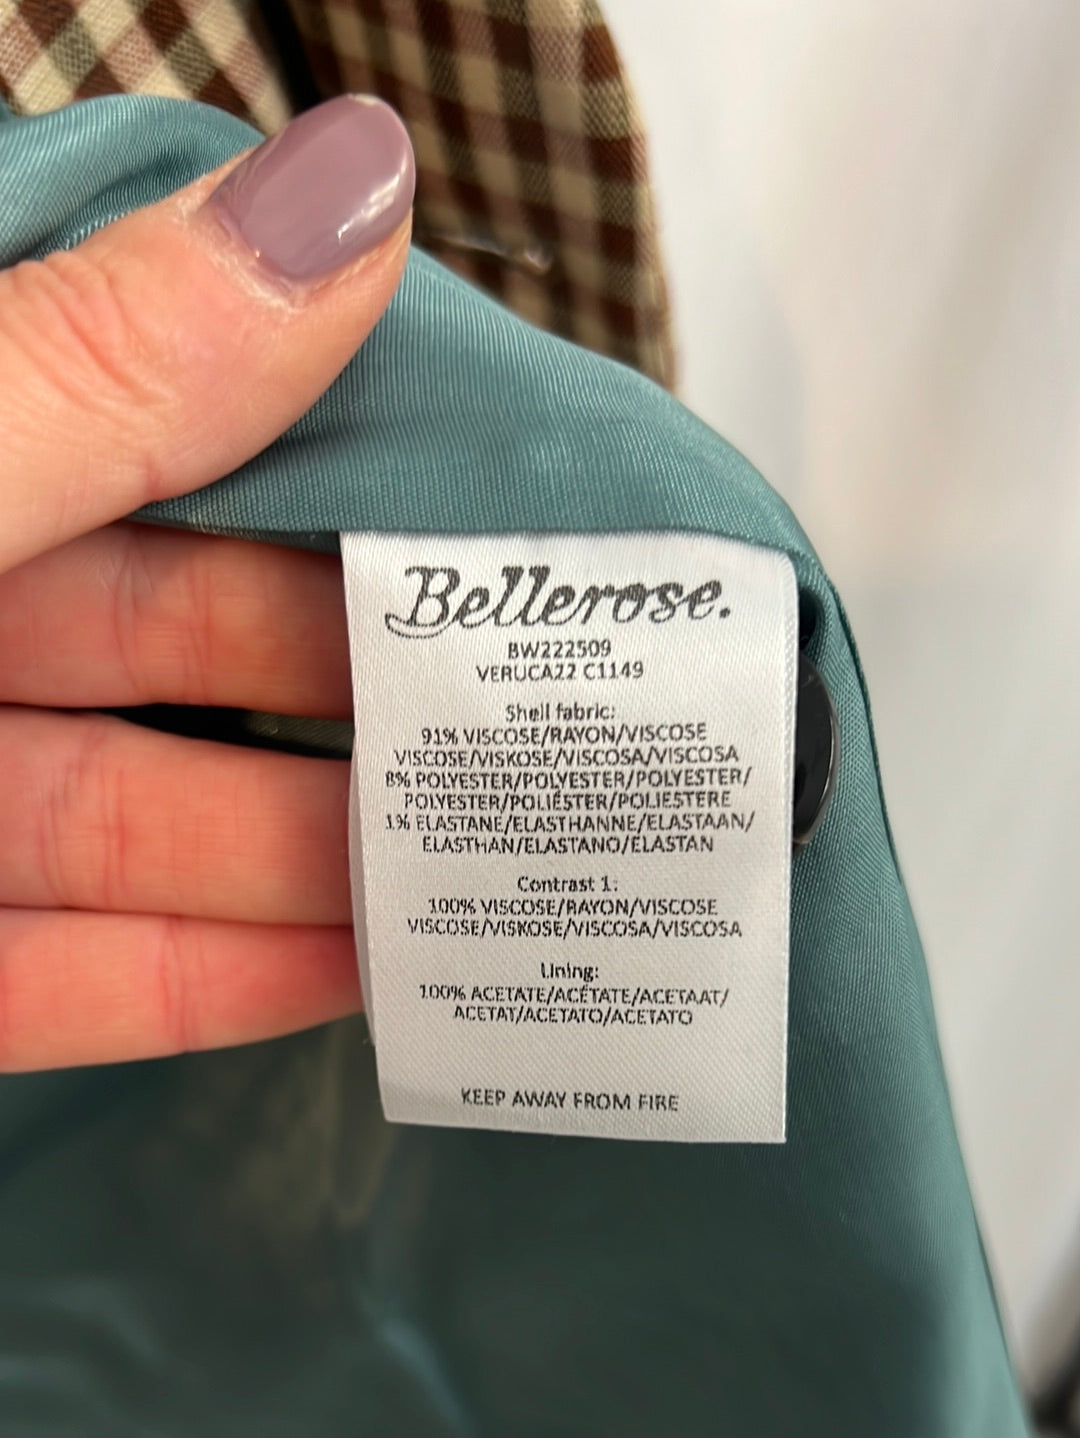 Bellerose.
BW222509
VERUCA22 C1149
Shell fabric:
91% VISCOSE/RAYON/VISCOSE
VISCOSE/VISKOSE/VISCOSA/VISCOSA
8% POLYESTER/POLYESTER/POLYESTER/
POLYESTER/POLIÉSTER/POLIESTERE
1% ELASTANE/ELASTHANNE/ELASTAAN/
ELASTHAN/ELASTANO/ELASTAN
Contrast 1:
100% VISCOSE/RAYON/VISCOSE
VISCOSE/VISKOSE/VISCOSA/VISCOSA
Lining:
100% ACETATE/ACÉTATE/ACETAAT/
ACETAT/ACETATO/ACETATO
KEEP AWAY FROM FIRE